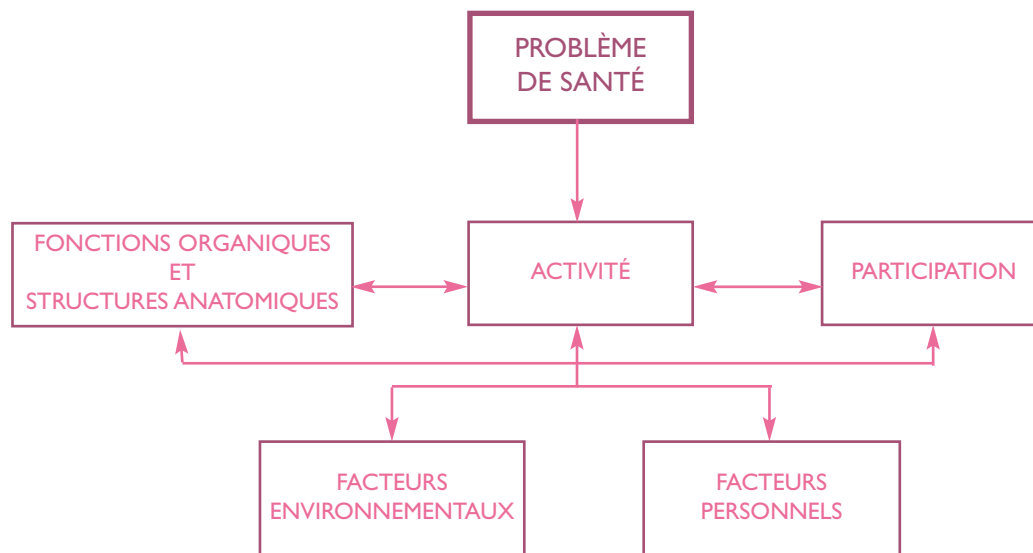 PROBLÈME
DE SANTÉ
FONCTIONS ORGANIQUES
ET
STRUCTURES ANATOMIQUES
ACTIVITÉ
PARTICIPATION
FACTEURS
ENVIRONNEMENTAUX
FACTEURS
PERSONNELS